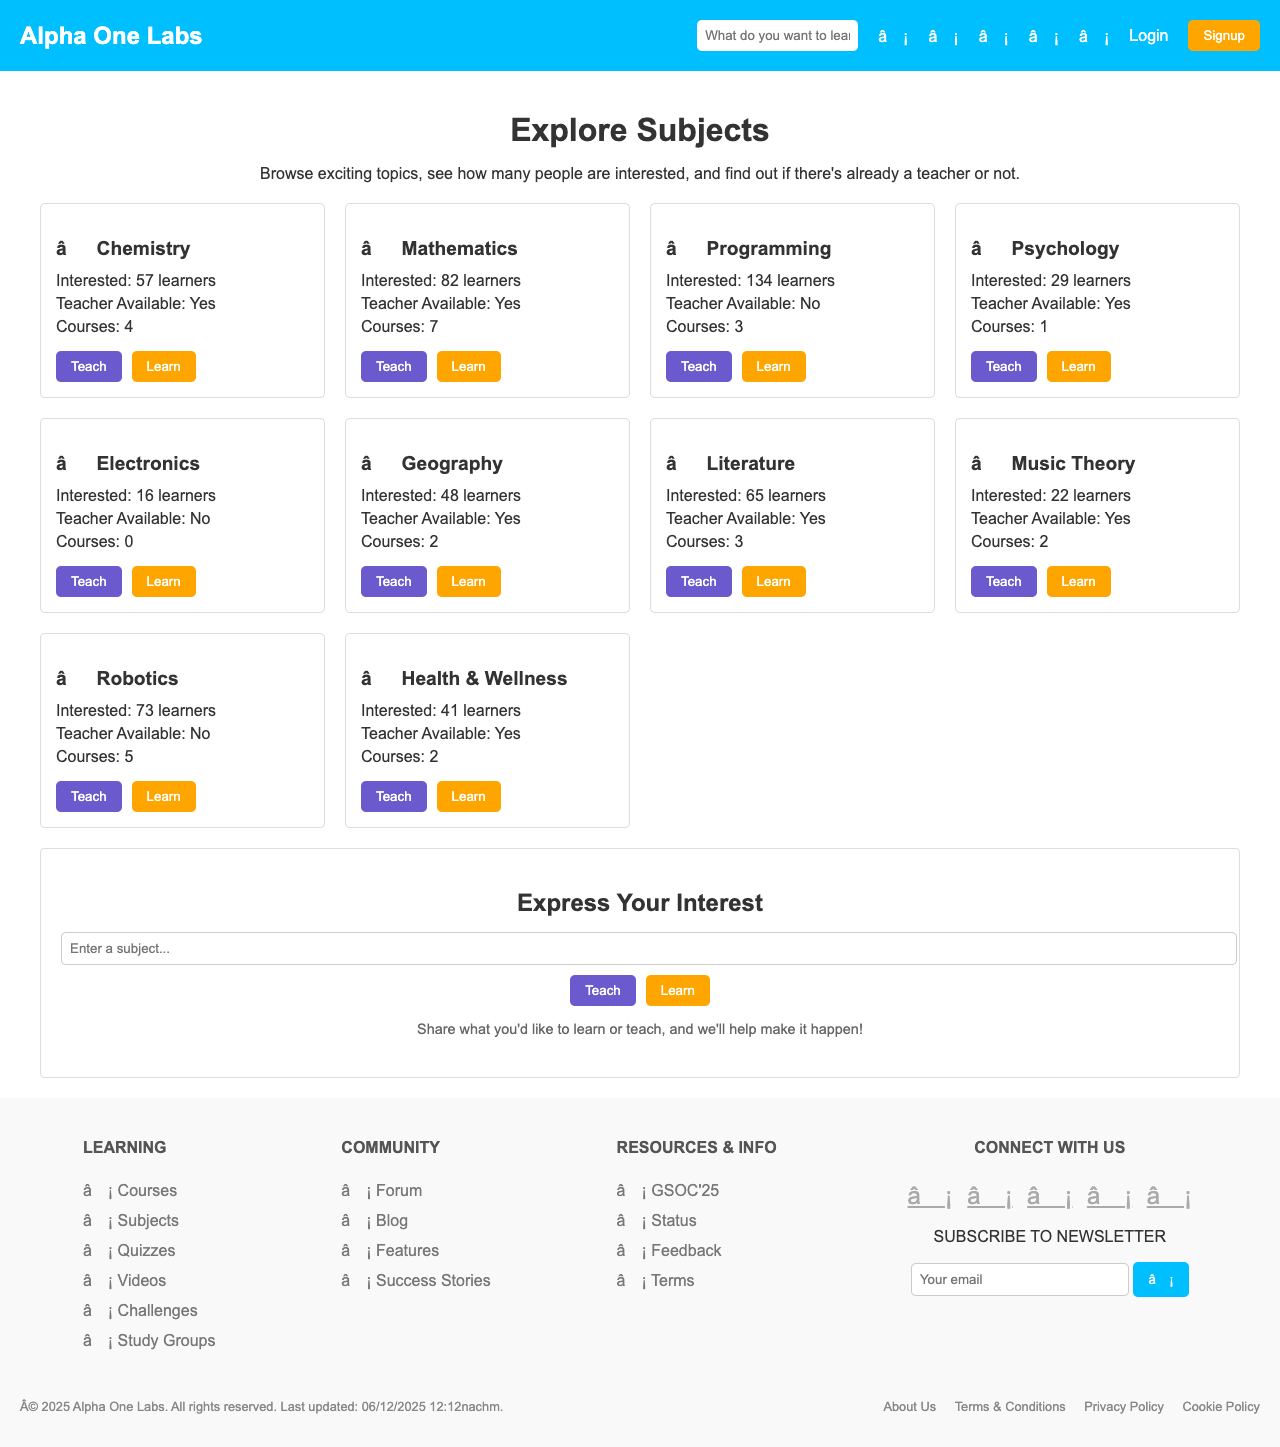 Alpha One Labs
What do you want to lear
â ¡ â ¡ â ¡ â ¡ â ¡ Login Signup
Explore Subjects
Browse exciting topics, see how many people are interested, and find out if there's already a teacher or not.
â Chemistry
Interested: 57 learners
Teacher Available: Yes
Courses: 4
Teach Learn
â Mathematics
Interested: 82 learners
Teacher Available: Yes
Courses: 7
Teach Learn
â Programming
Interested: 134 learners
Teacher Available: No
Courses: 3
Teach Learn
â Psychology
Interested: 29 learners
Teacher Available: Yes
Courses: 1
Teach Learn
â Electronics
Interested: 16 learners
Teacher Available: No
Courses: 0
Teach Learn
â Geography
Interested: 48 learners
Teacher Available: Yes
Courses: 2
Teach Learn
â Literature
Interested: 65 learners
Teacher Available: Yes
Courses: 3
Teach Learn
â Music Theory
Interested: 22 learners
Teacher Available: Yes
Courses: 2
Teach Learn
â Robotics
Interested: 73 learners
Teacher Available: No
Courses: 5
Teach Learn
â Health & Wellness
Interested: 41 learners
Teacher Available: Yes
Courses: 2
Teach Learn
Express Your Interest
Enter a subject...
Teach Learn
Share what you'd like to learn or teach, and we'll help make it happen!
LEARNING
â ¡ Courses
â ¡ Subjects
â ¡ Quizzes
â ¡ Videos
â ¡ Challenges
â ¡ Study Groups
COMMUNITY
â ¡ Forum
â ¡ Blog
â ¡ Features
â ¡ Success Stories
RESOURCES & INFO
â ¡ GSOC'25
â ¡ Status
â ¡ Feedback
â ¡ Terms
CONNECT WITH US
â ¡ â ¡ â ¡ â ¡ â ¡
SUBSCRIBE TO NEWSLETTER
Your email
â ¡
Â© 2025 Alpha One Labs. All rights reserved. Last updated: 06/12/2025 12:12nachm.
About Us Terms & Conditions Privacy Policy Cookie Policy